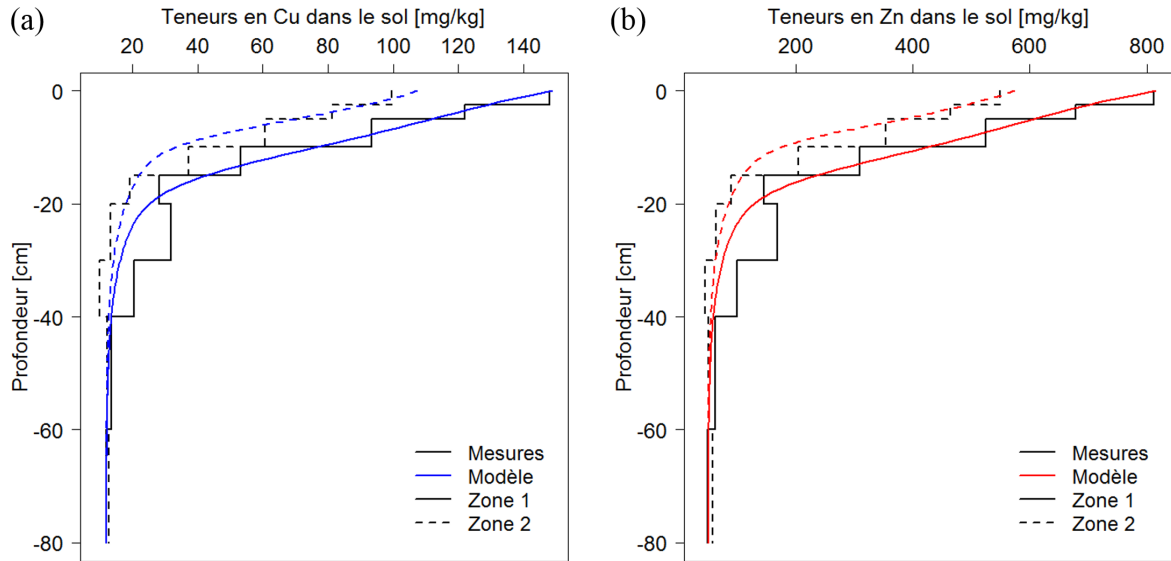 (a)
Teneurs en Cu dans le sol [mg/kg]
20 40 60 80 100 120 140
Profondeur [cm]
0
-20
-40
-60
-80
Mesures
Modèle
Zone 1
Zone 2
(b)
Teneurs en Zn dans le sol [mg/kg]
200 400 600 800
Profondeur [cm]
0
-20
-40
-60
-80
Mesures
Modèle
Zone 1
Zone 2